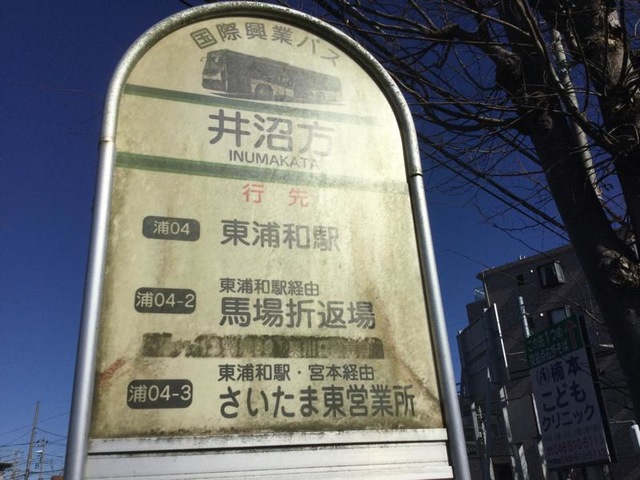 国際興業バス
井沼方
INUMAKATA
行先
浦04 東浦和駅
東浦和駅経由
浦04-2 馬場折返場
東浦和駅・宮本経由
浦04-3 さいたま東営業所
楠本
こども
クリニック